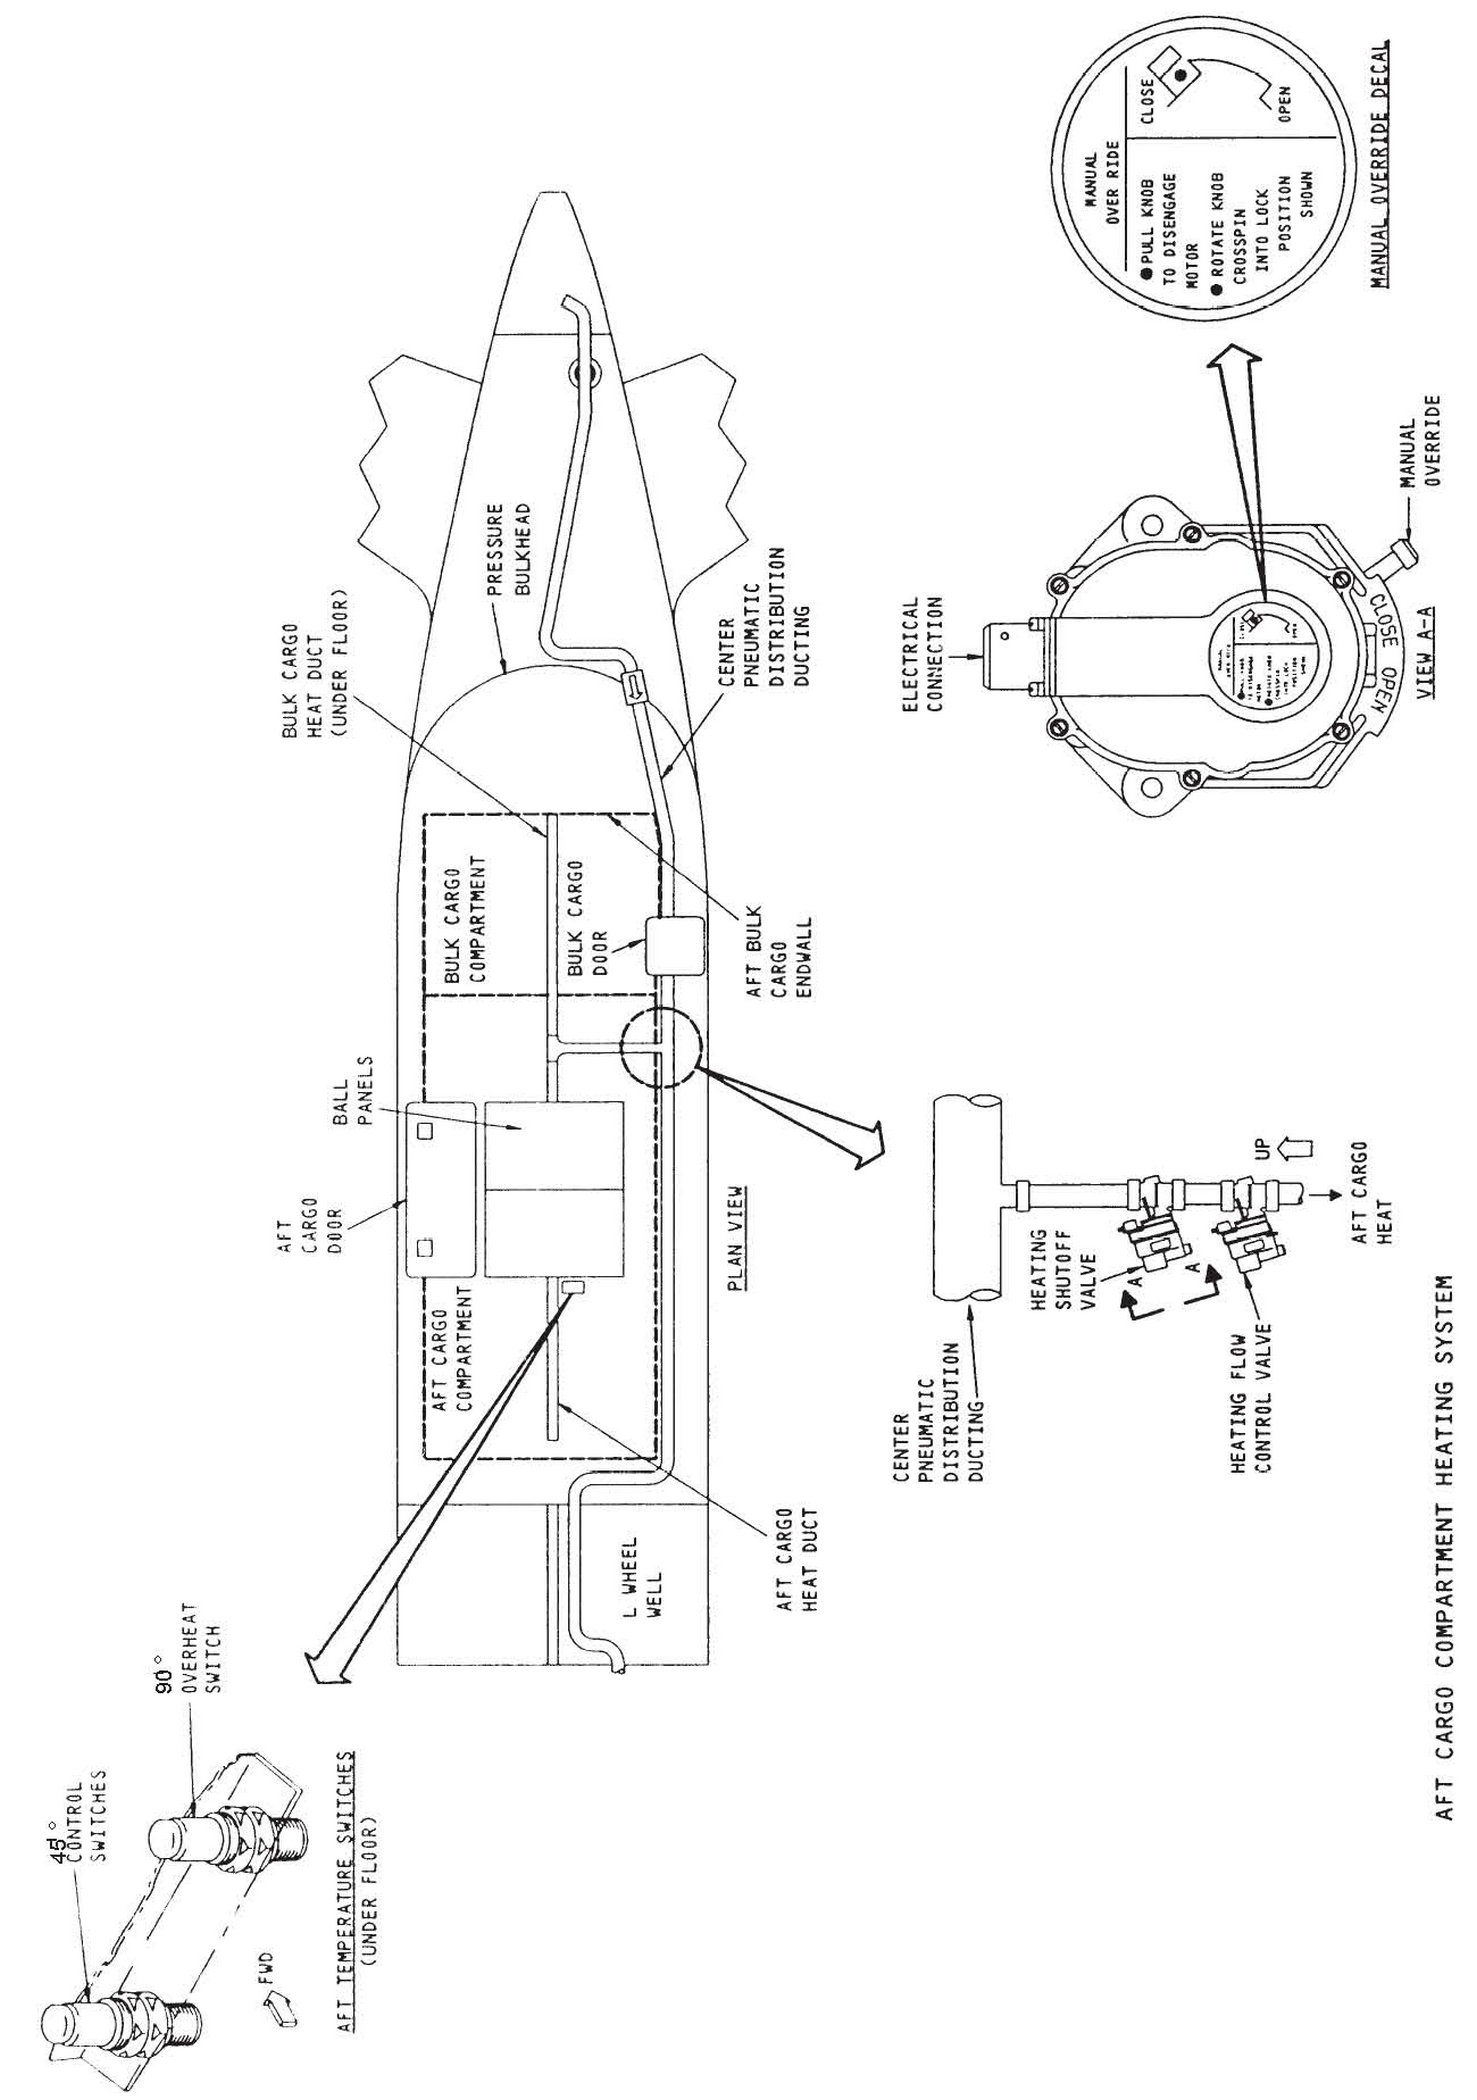 45°
CONTROL
SWITCHES
90°
OVERHEAT
SWITCH
FWD
AFT TEMPERATURE SWITCHES
(UNDER FLOOR)
AFT
CARGO
DOOR
BALL
PANELS
BULK CARGO
HEAT DUCT
(UNDER FLOOR)
PRESSURE
BULKHEAD
AFT CARGO
COMPARTMENT
BULK CARGO
COMPARTMENT
BULK CARGO
DOOR
L WHEEL
WELL
AFT CARGO
HEAT DUCT
PLAN VIEW
AFT BULK
CARGO
ENDWALL
CENTER
PNEUMATIC
DISTRIBUTION
DUCTING
CENTER
PNEUMATIC
DISTRIBUTION
DUCTING
HEATING
SHUTOFF
VALVE
A
A
HEATING FLOW
CONTROL VALVE
UP
AFT CARGO
HEAT
ELECTRICAL
CONNECTION
OPEN
CLOSE
MANUAL
OVERRIDE
VIEW A-A
MANUAL
OVER RIDE
●PULL KNOB
TO DISENGAGE
MOTOR
●ROTATE KNOB
CROSSPIN
INTO LOCK
POSITION
SHOWN
CLOSE
OPEN
MANUAL OVERRIDE DECAL
AFT CARGO COMPARTMENT HEATING SYSTEM